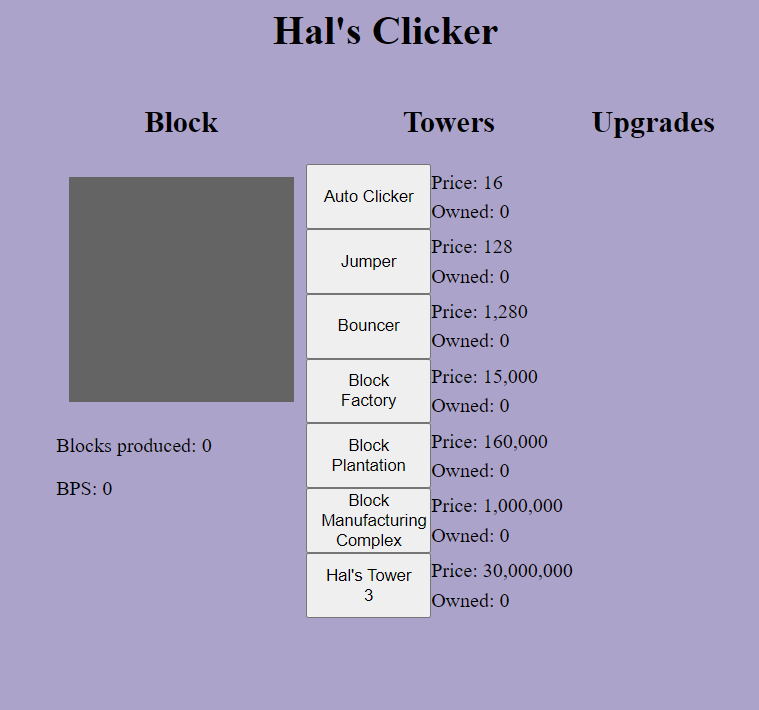 Hal's Clicker
Block
Towers
Upgrades
Auto Clicker
Price: 16
Owned: 0
Jumper
Price: 128
Owned: 0
Bouncer
Price: 1,280
Owned: 0
Block
Factory
Price: 15,000
Owned: 0
Block
Plantation
Price: 160,000
Owned: 0
Block
Manufacturing
Complex
Price: 1,000,000
Owned: 0
Hal's Tower
3
Price: 30,000,000
Owned: 0
Blocks produced: 0
BPS: 0